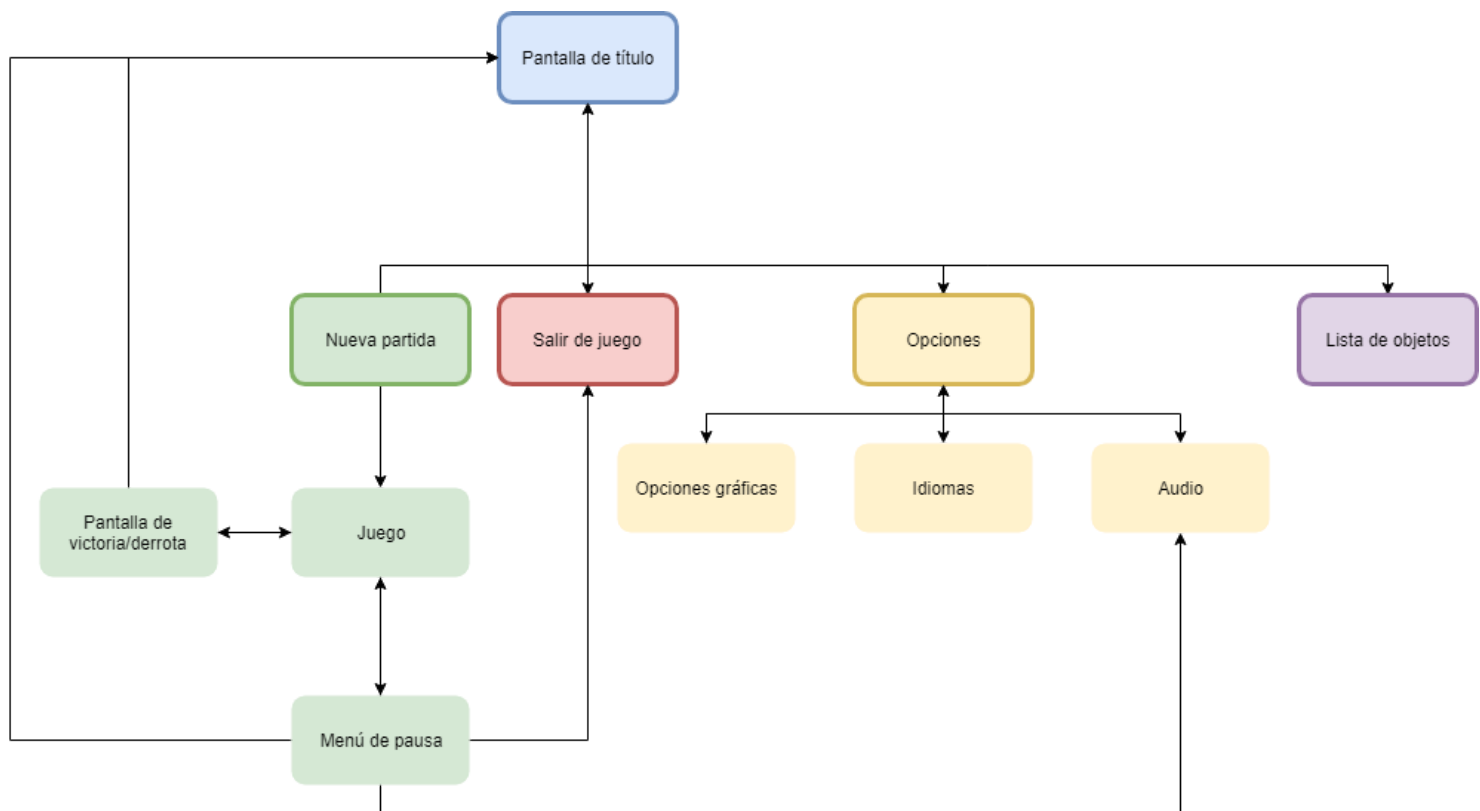 Pantalla de título
Nueva partida
Salir de juego
Opciones
Lista de objetos
Opciones gráficas
Idiomas
Audio
Pantalla de
victoria/derrota
Juego
Menú de pausa